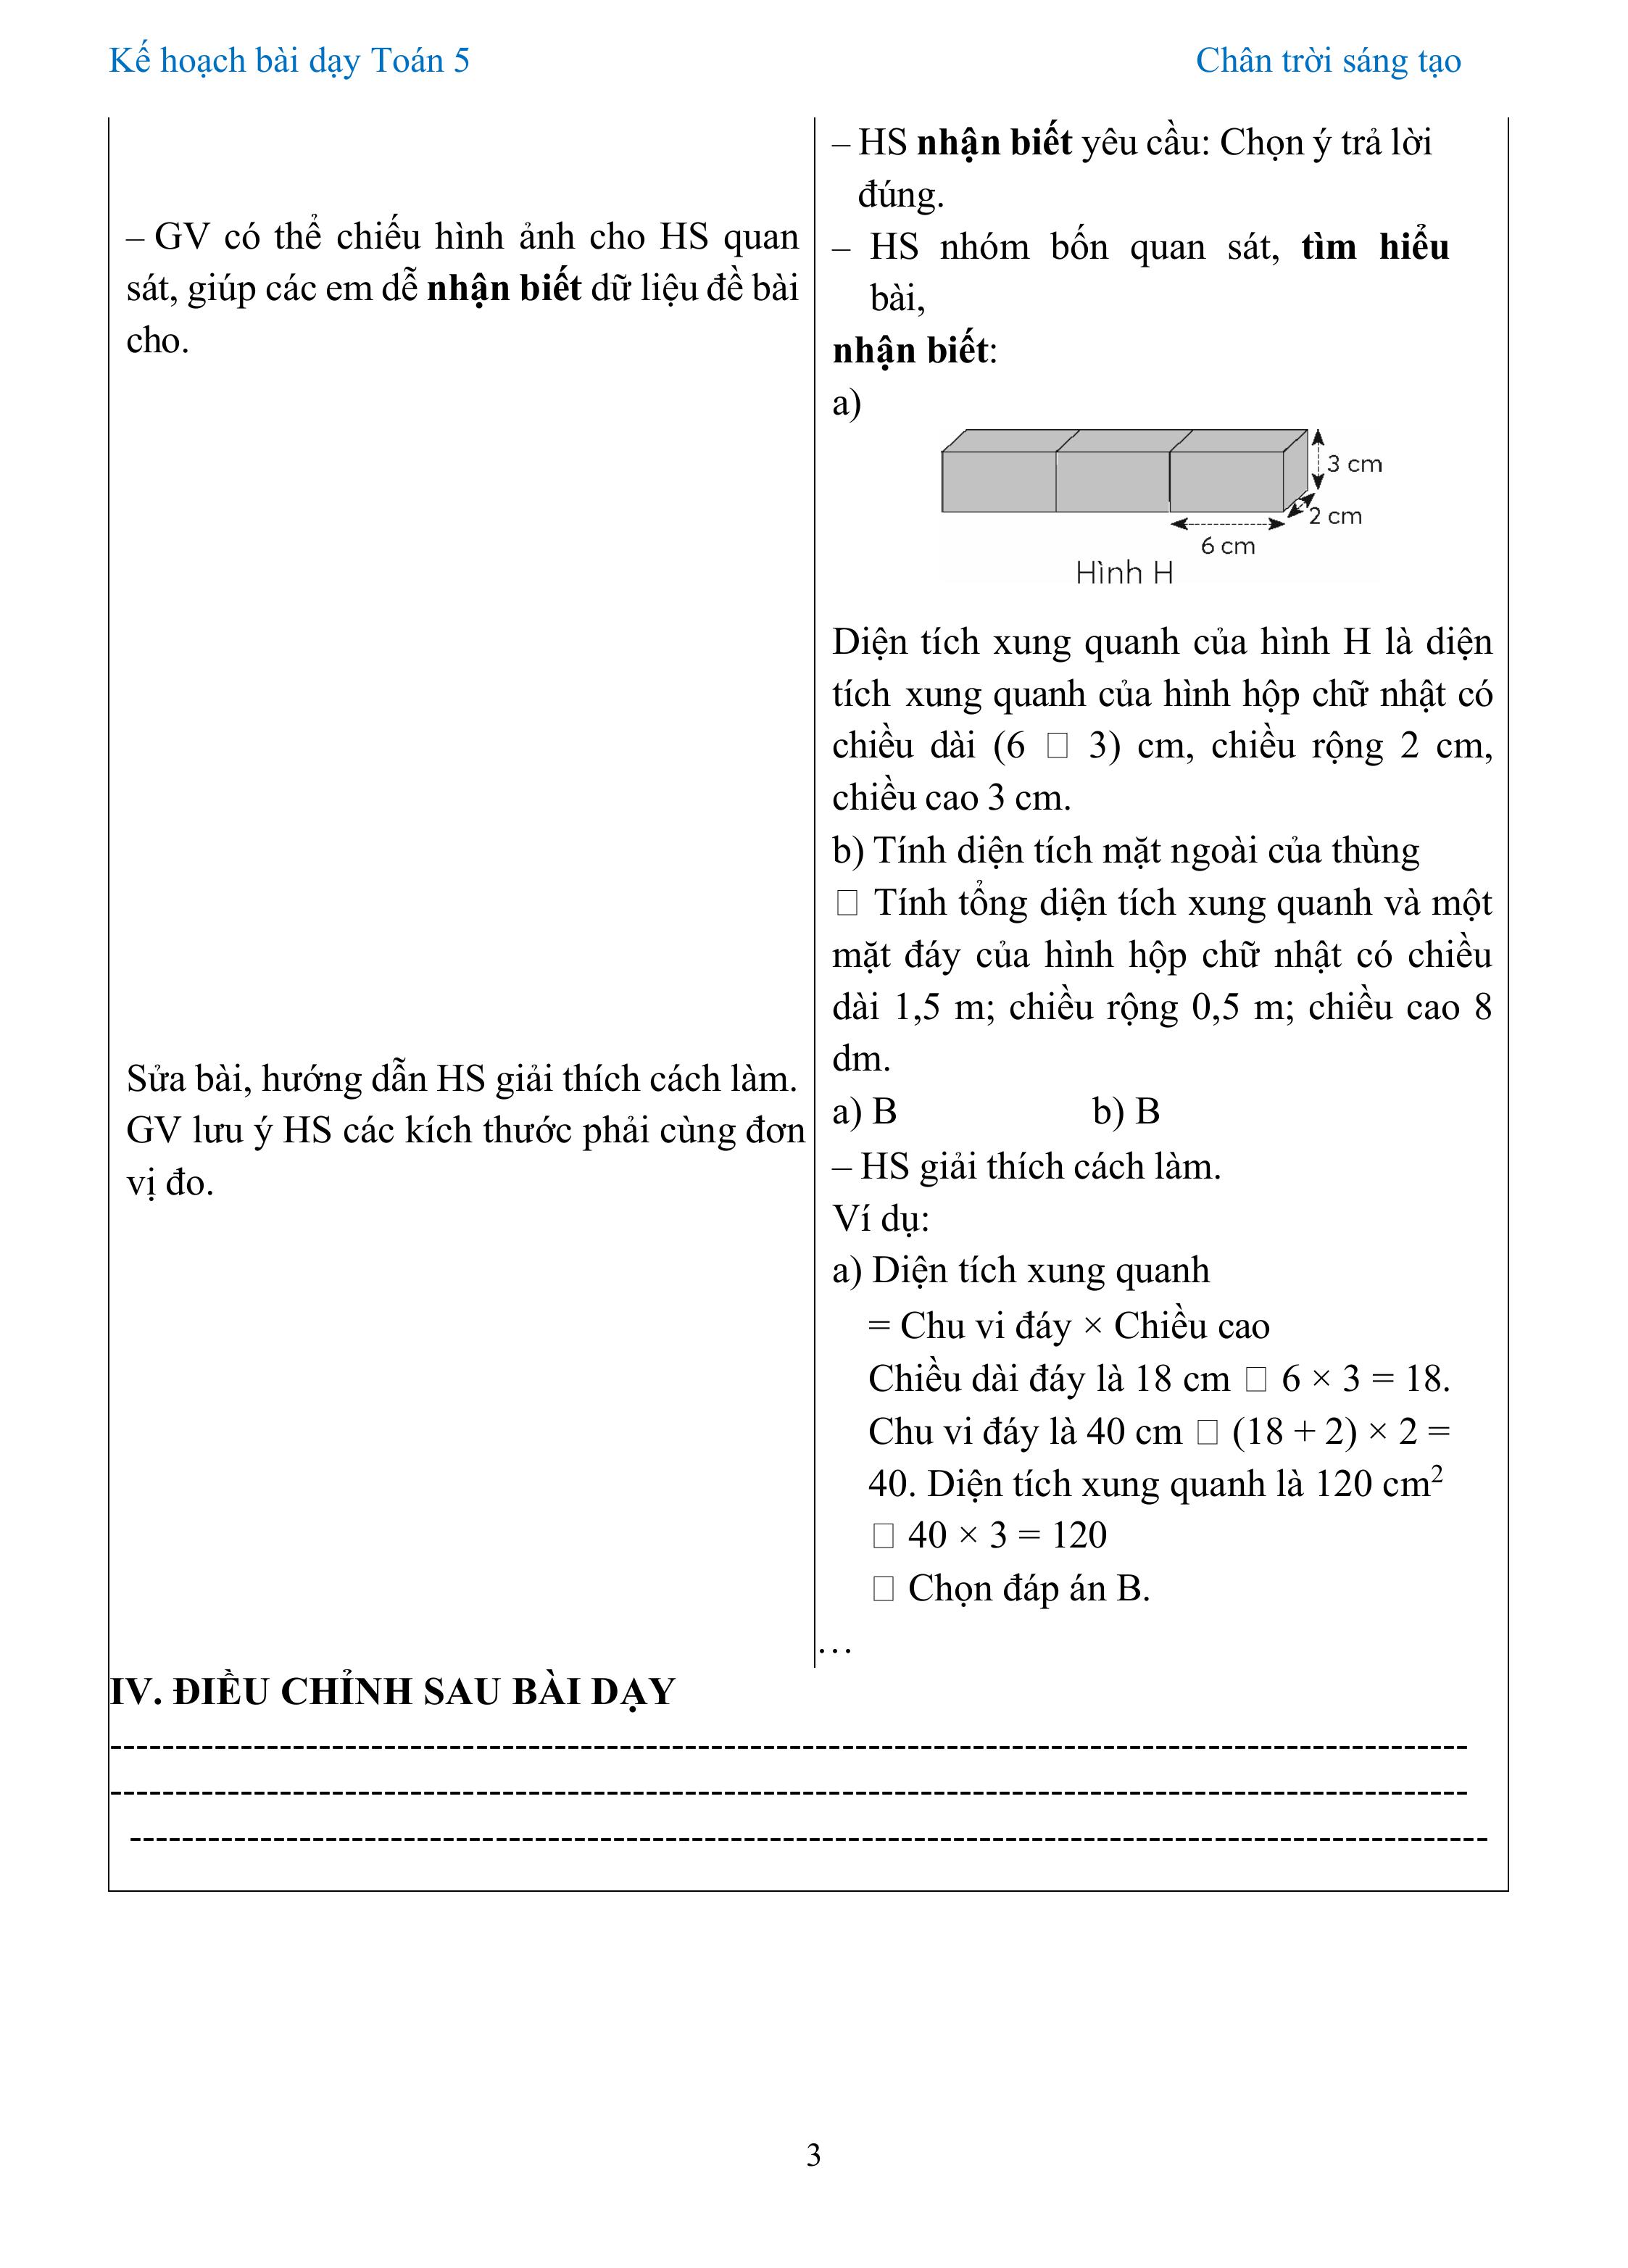 Kế hoạch bài dạy Toán 5
Chân trời sáng tạo
– GV có thể chiếu hình ảnh cho HS quan
sát, giúp các em dễ nhận biết dữ liệu đề bài
cho.
Sửa bài, hướng dẫn HS giải thích cách làm.
GV lưu ý HS các kích thước phải cùng đơn
vị đo.
– HS nhận biết yêu cầu: Chọn ý trả lời
đúng.
– HS nhóm bốn quan sát, tìm hiểu
bài,
nhận biết:
a)
3 cm
2 cm
6 cm
Hình H
Diện tích xung quanh của hình H là diện
tích xung quanh của hình hộp chữ nhật có
chiều dài (6 □ 3) cm, chiều rộng 2 cm,
chiều cao 3 cm.
b) Tính diện tích mặt ngoài của thùng
□ Tính tổng diện tích xung quanh và một
mặt đáy của hình hộp chữ nhật có chiều
dài 1,5 m; chiều rộng 0,5 m; chiều cao 8
dm.
a) B b) B
– HS giải thích cách làm.
Ví dụ:
a) Diện tích xung quanh
= Chu vi đáy × Chiều cao
Chiều dài đáy là 18 cm □ 6 × 3 = 18.
Chu vi đáy là 40 cm □ (18 + 2) × 2 =
40. Diện tích xung quanh là 120 cm²
□ 40 × 3 = 120
□ Chọn đáp án B.
…
IV. ĐIỀU CHỈNH SAU BÀI DẠY
3